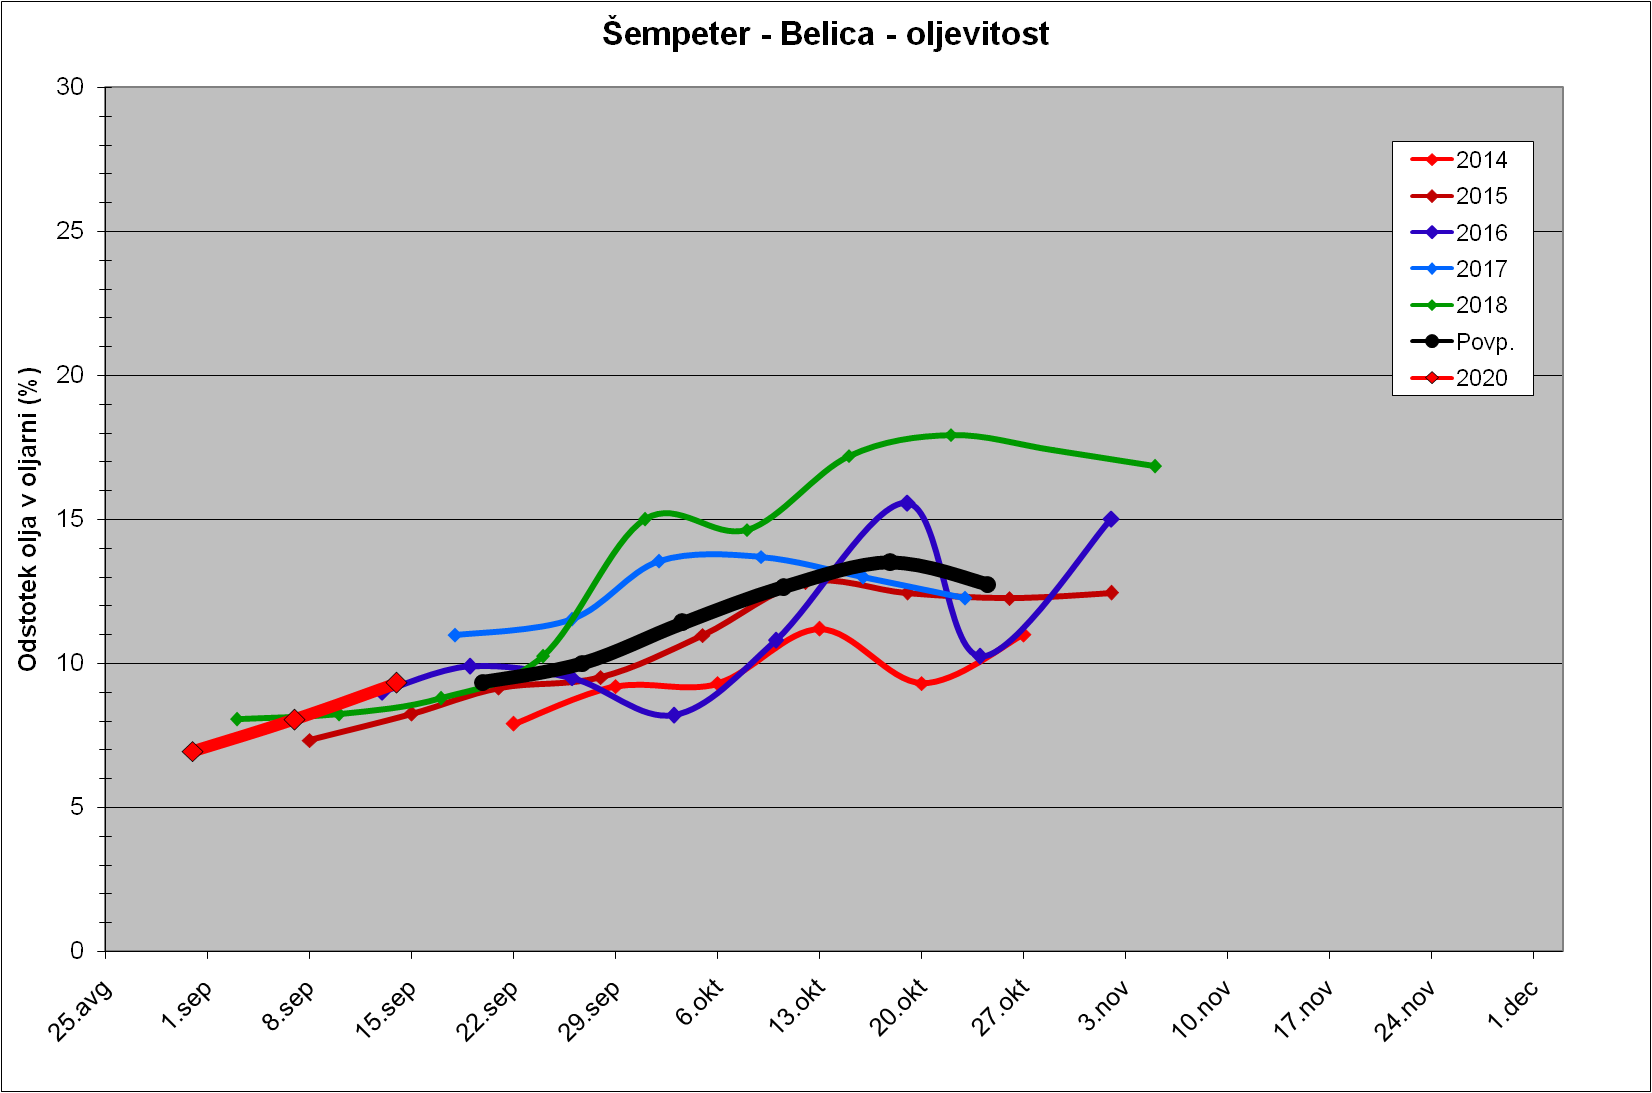 Šempeter - Belica - oljevitost
Odstotek olja v oljarni (%)
30
25
20
15
10
5
0
2014
2015
2016
2017
2018
Povp.
2020
25.avg
1.sep
8.sep
15.sep
22.sep
29.sep
6.okt
13.okt
20.okt
27.okt
3.nov
10.nov
17.nov
24.nov
1.dec